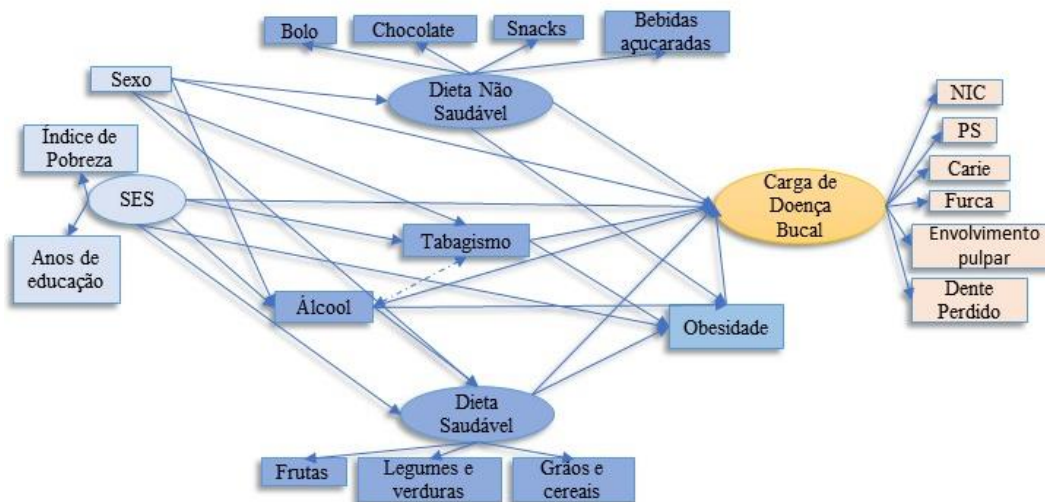 Bolo
Chocolate
Snacks
Bebidas
açucaradas
Sexo
Dieta Não
Saudável
NIC
Índice de
Pobreza
PS
SES
Carga de
Doença
Bucal
Carie
Furca
Tabagismo
Envolvimento
pulpar
Anos de
educação
Dente
Perdido
Álcool
Obesidade
Dieta
Saudável
Frutas
Legumes e
verduras
Grãos e
cereais